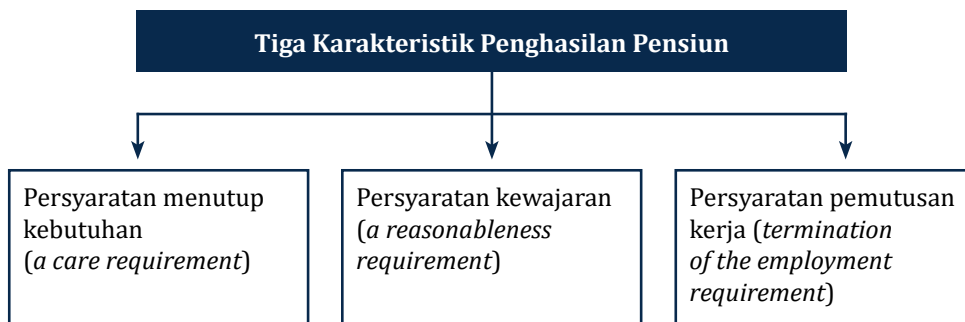 Tiga Karakteristik Penghasilan Pensiun
Persyaratan menutup
kebutuhan
(a care requirement)
Persyaratan kewajaran
(a reasonableness
requirement)
Persyaratan pemutusan
kerja (termination
of the employment
requirement)